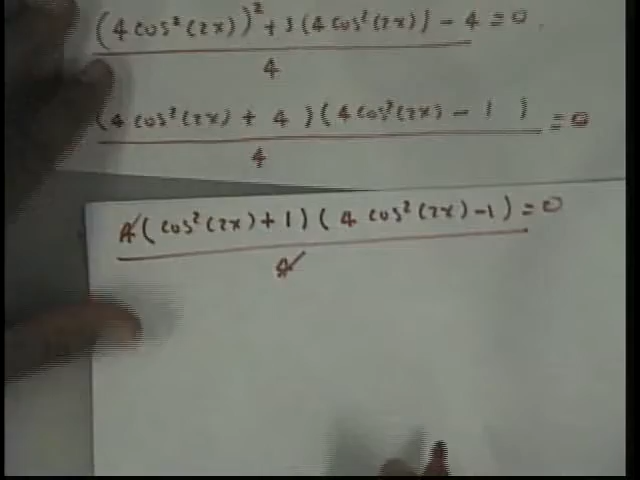 (4 cos² (2x))² + 3 (4 cos² (2x)) - 4 = 0
4
(4 cos² (2x) + 4) (4 cos² (2x) - 1) = 0
4
4 (cos² (2x) + 1) (4 cos² (2x) - 1) = 0
4